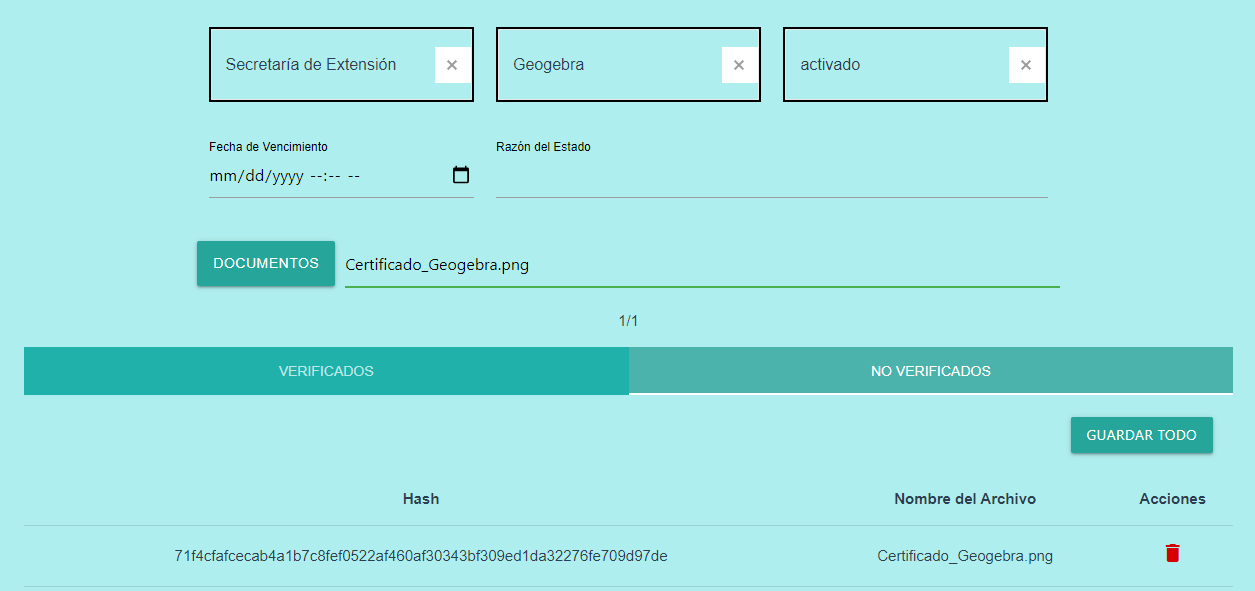 Secretaría de Extensión × Geogebra × activado ×
Fecha de Vencimiento Razón del Estado
mm/dd/yyyy --:-- --
DOCUMENTOS Certificado_Geogebra.png
1/1
VERIFICADOS NO VERIFICADOS
GUARDAR TODO
Hash Nombre del Archivo Acciones
71f4cfafcecab4a1b7c8fef0522af460af30343bf309ed1da32276fe709d97de Certificado_Geogebra.png